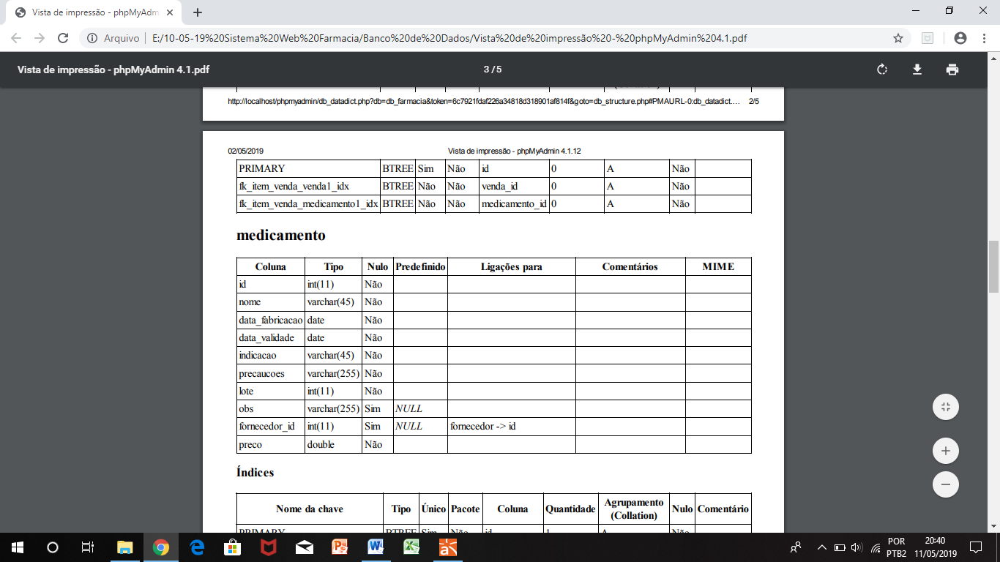 Vista de impressão - phpMyAdm
Arquivo | E:/10-05-19%20Sistema%20Web%20Farmacia/Banco%20de%20Dados/Vista%20de%20impressão%20-%20phpMyAdmin%204.1.pdf
Vista de impressão - phpMyAdmin 4.1.pdf 3 / 5
http://localhost/phpmyadmin/db_datadict.php?db=db_farmacia&token=6c7921fdaf226a34818d318901af814f&goto=db_structure.php#PMAURL-0:db_datadict.… 2/5
02/05/2019 Vista de impressão - phpMyAdmin 4.1.12
PRIMARY BTREE Sim Não id 0 A Não
fk_item_venda_venda1_idx BTREE Não Não venda_id 0 A Não
fk_item_venda_medicamento1_idx BTREE Não Não medicamento_id 0 A Não
medicamento
Coluna Tipo Nulo Predefinido Ligações para Comentários MIME
id int(11) Não
nome varchar(45) Não
data_fabricacao date Não
data_validade date Não
indicacao varchar(45) Não
precaucoes varchar(255) Não
lote int(11) Não
obs varchar(255) Sim NULL
fornecedor_id int(11) Sim NULL fornecedor -> id
preco double Não
Índices
Nome da chave Tipo Único Pacote Coluna Quantidade Agrupamento (Collation) Nulo Comentário
PRIMARY BTREE Sim Não id 1 A Não
POR 20:40
PTB2 11/05/2019